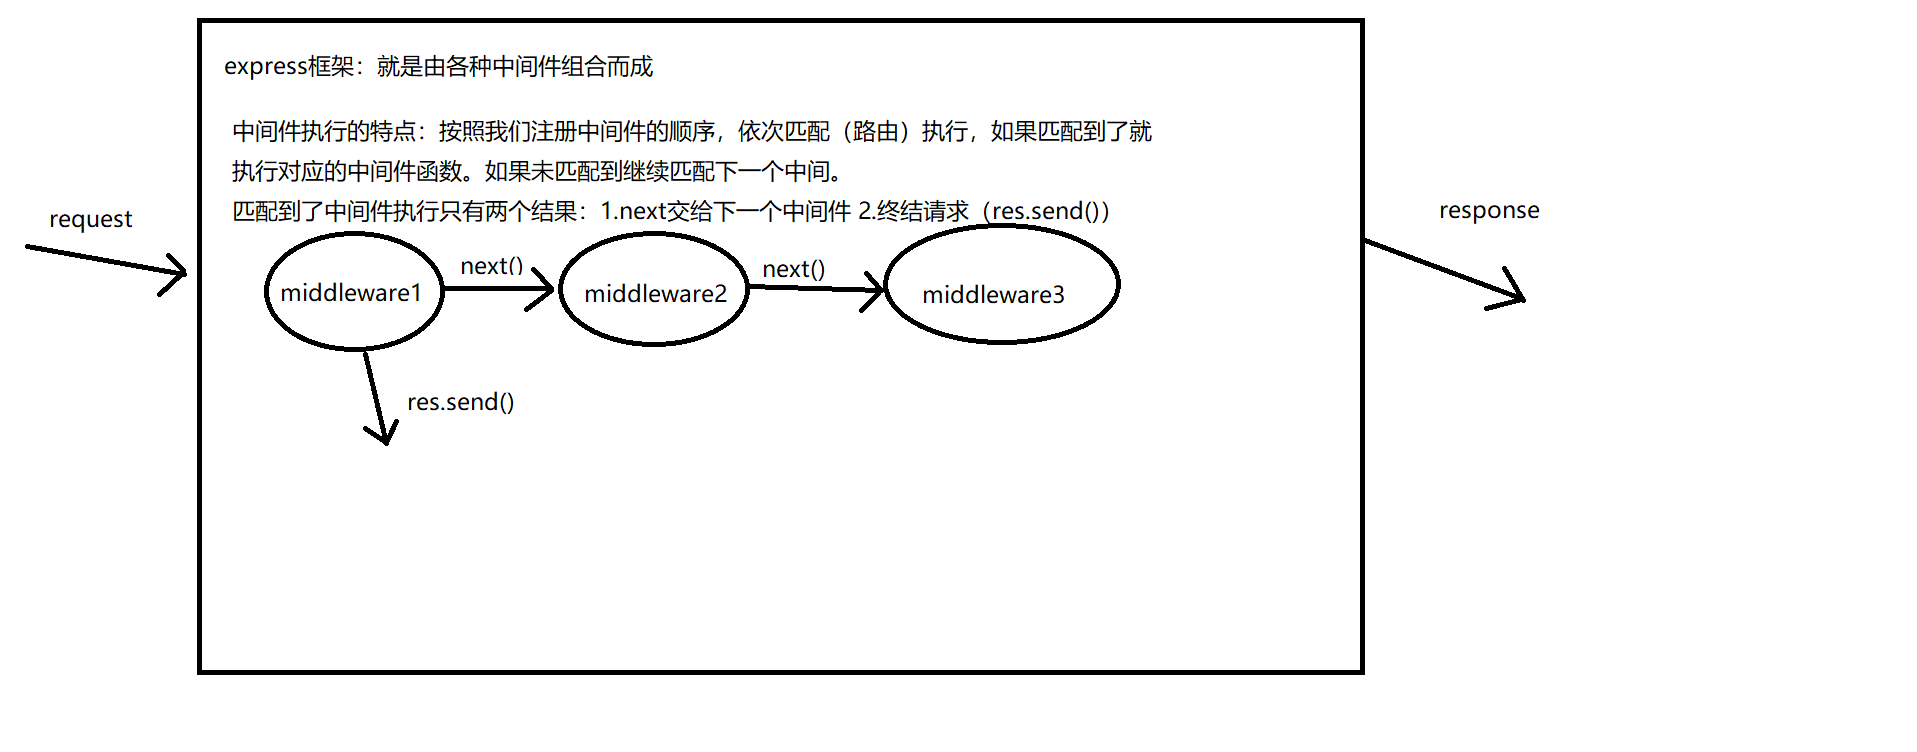 express框架：就是由各种中间件组合而成
中间件执行的特点：按照我们注册中间件的顺序，依次匹配（路由）执行，如果匹配到了就
执行对应的中间件函数。如果未匹配到继续匹配下一个中间。
匹配到了中间件执行只有两个结果：1.next交给下一个中间件 2.终结请求（res.send()）
request
response
next()
next()
middleware1
middleware2
middleware3
res.send()